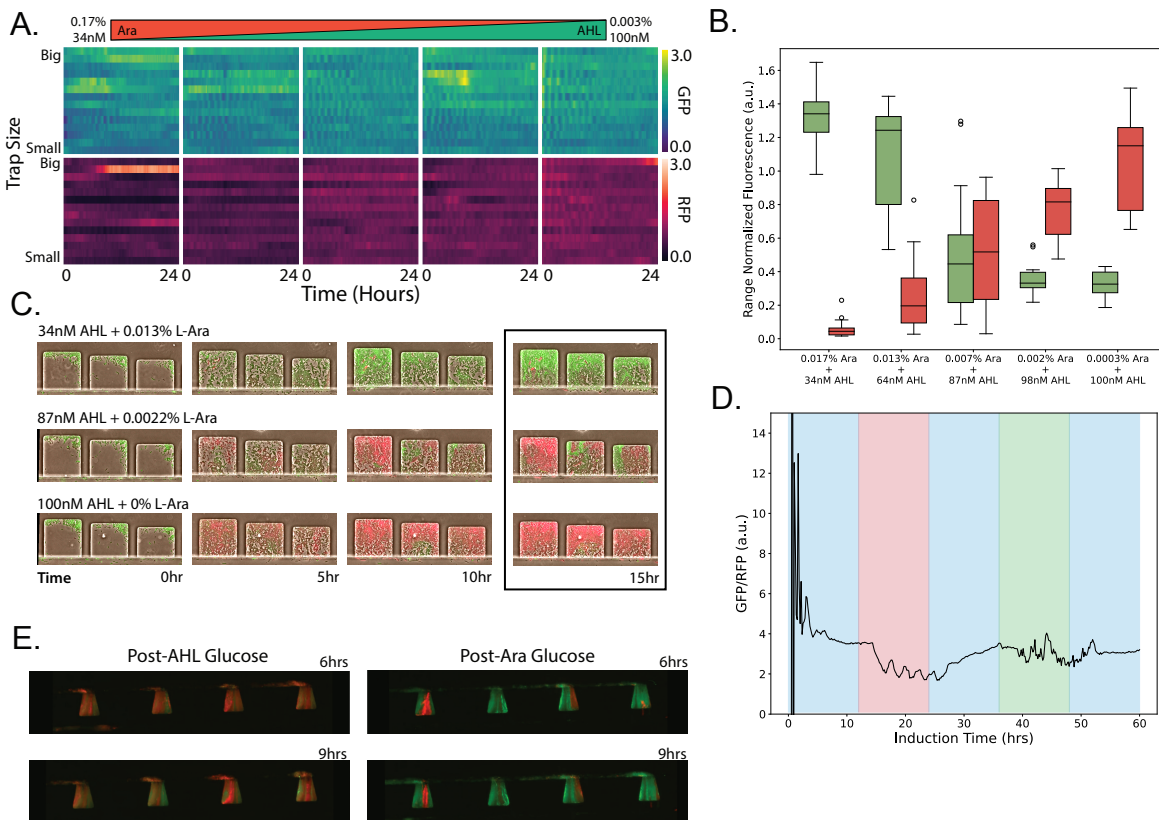 A.
0.17%
34nM
Ara
AHL
0.003%
100nM
Trap Size
Big
Small
Big
Small
3.0
GFP
0.0
3.0
RFP
0.0
0
24
0
24
0
24
0
24
0
24
Time (Hours)
B.
Range Normalized Fluorescence (a.u.)
1.6
1.4
1.2
1.0
0.8
0.6
0.4
0.2
0.0
0.017% Ara
+
34nM AHL
0.013% Ara
+
64nM AHL
0.007% Ara
+
87nM AHL
0.002% Ara
+
98nM AHL
0.0003% Ara
+
100nM AHL
C.
34nM AHL + 0.013% L-Ara
87nM AHL + 0.0022% L-Ara
100nM AHL + 0% L-Ara
Time
0hr
5hr
10hr
15hr
D.
GFP/RFP (a.u.)
14
12
10
8
6
4
2
0
0
10
20
30
40
50
60
Induction Time (hrs)
E.
Post-AHL Glucose
6hrs
9hrs
Post-Ara Glucose
6hrs
9hrs